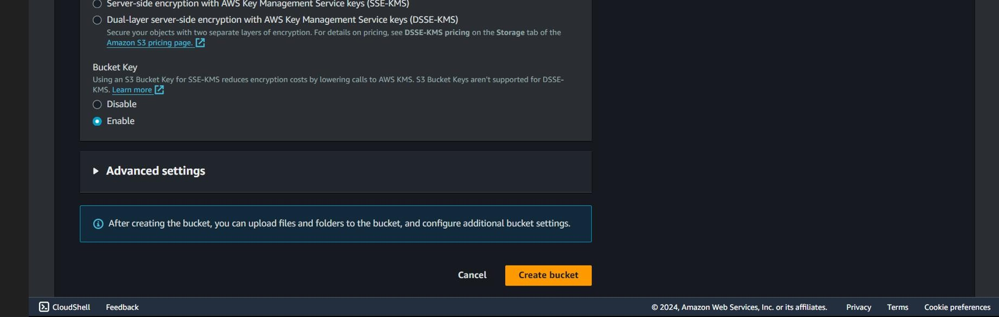 Server-side encryption with AWS Key Management Service keys (SSE-KMS)
Dual-layer server-side encryption with AWS Key Management Service keys (DSSE-KMS)
Secure your objects with two separate layers of encryption. For details on pricing, see DSSE-KMS pricing on the Storage tab of the
Amazon S3 pricing page.
Bucket Key
Using an S3 Bucket Key for SSE-KMS reduces encryption costs by lowering calls to AWS KMS. S3 Bucket Keys aren't supported for DSSE-
KMS. Learn more
Disable
Enable
Advanced settings
After creating the bucket, you can upload files and folders to the bucket, and configure additional bucket settings.
Cancel Create bucket
CloudShell Feedback © 2024, Amazon Web Services, Inc. or its affiliates. Privacy Terms Cookie preferences